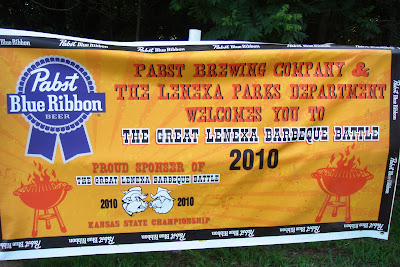 Pabst
Blue Ribbon
BEER
PABST BREWING COMPANY &
THE LENEXA PARKS DEPARTMENT
WELCOMES YOU TO
THE GREAT LENEXA BARBEQUE BATTLE
2010
PROUD SPONSER OF
THE GREAT LENEXA BARBEQUE BATTLE
2010 2010
KANSAS STATE CHAMPIONSHIP